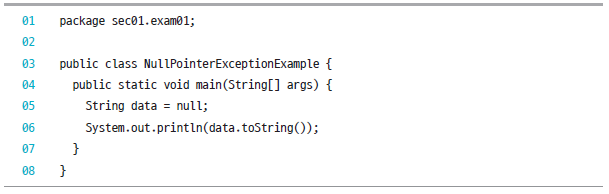 01 package sec01.exam01;
02
03 public class NullPointerExceptionExample {
04   public static void main(String[] args) {
05     String data = null;
06     System.out.println(data.toString());
07   }
08 }